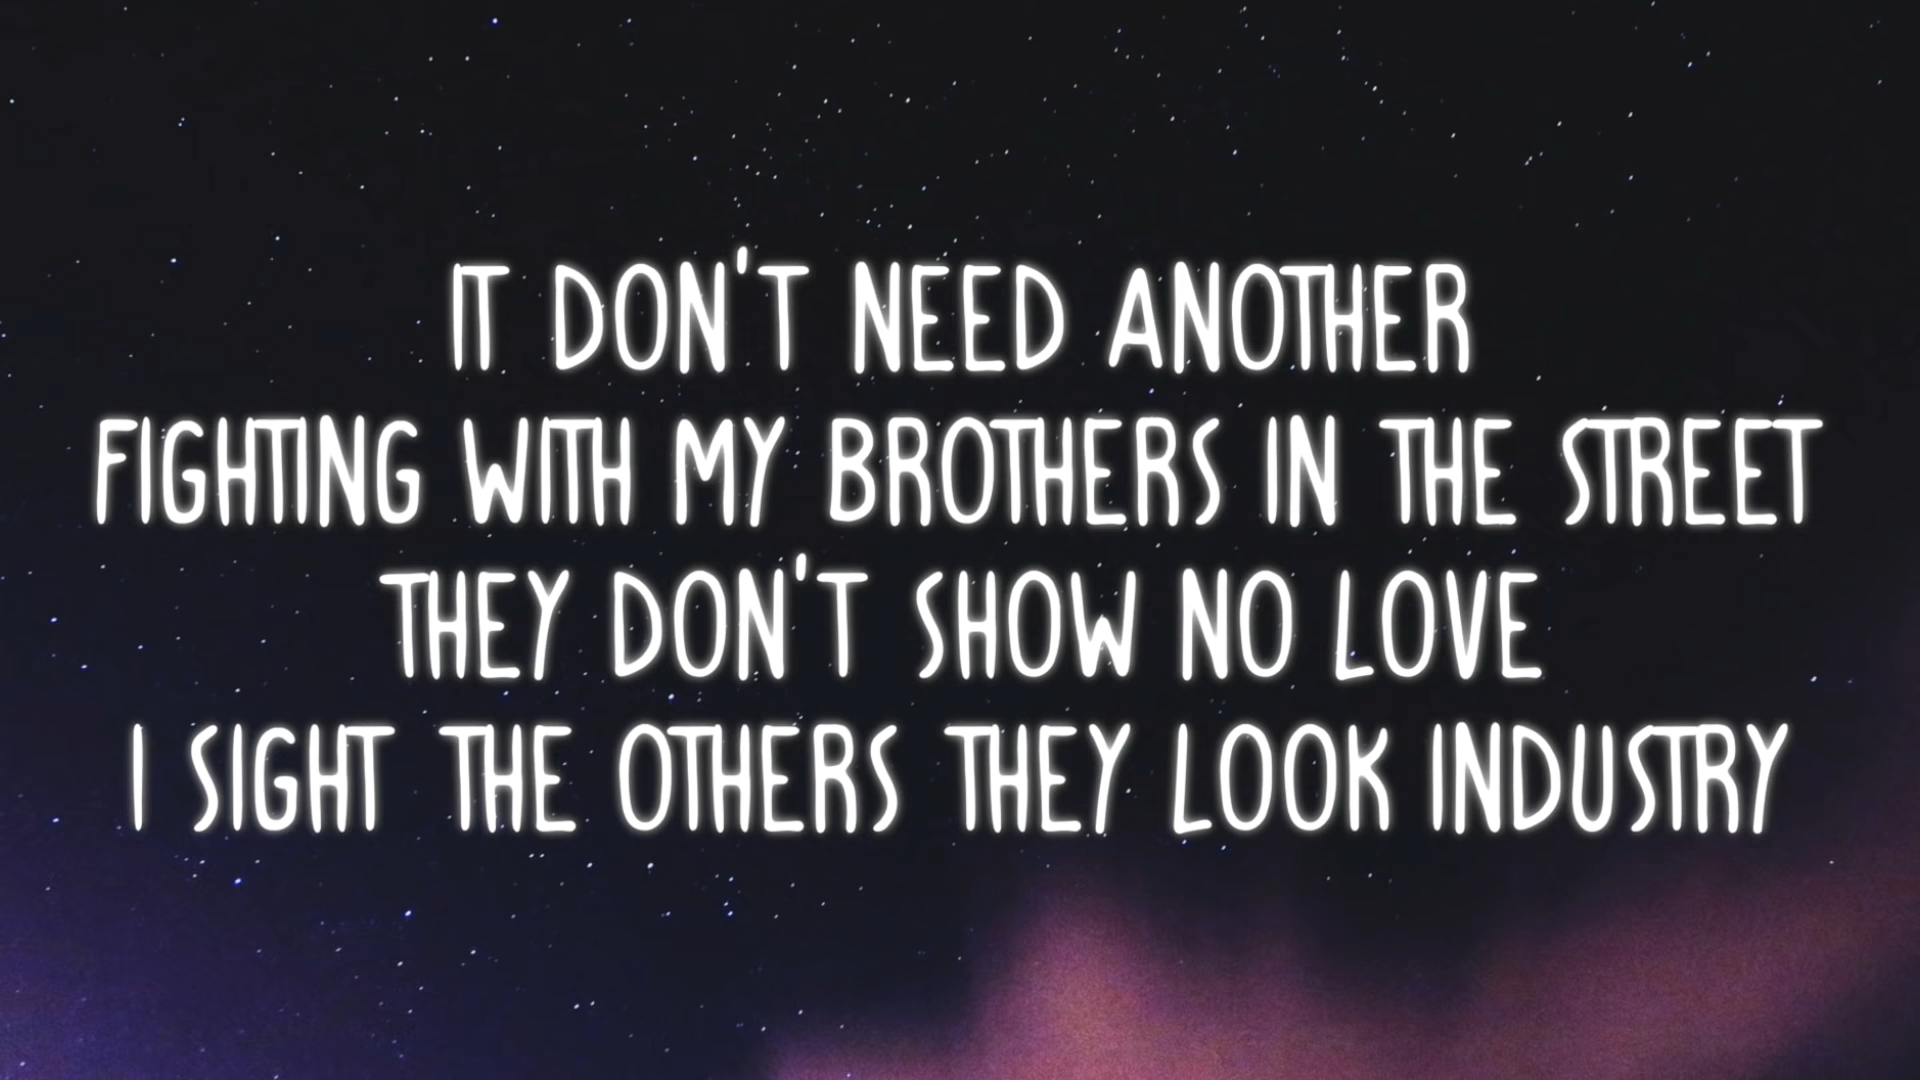 IT DON'T NEED ANOTHER
FIGHTING WITH MY BROTHERS IN THE STREET
THEY DON'T SHOW NO LOVE
I SIGHT THE OTHERS THEY LOOK INDUSTRY